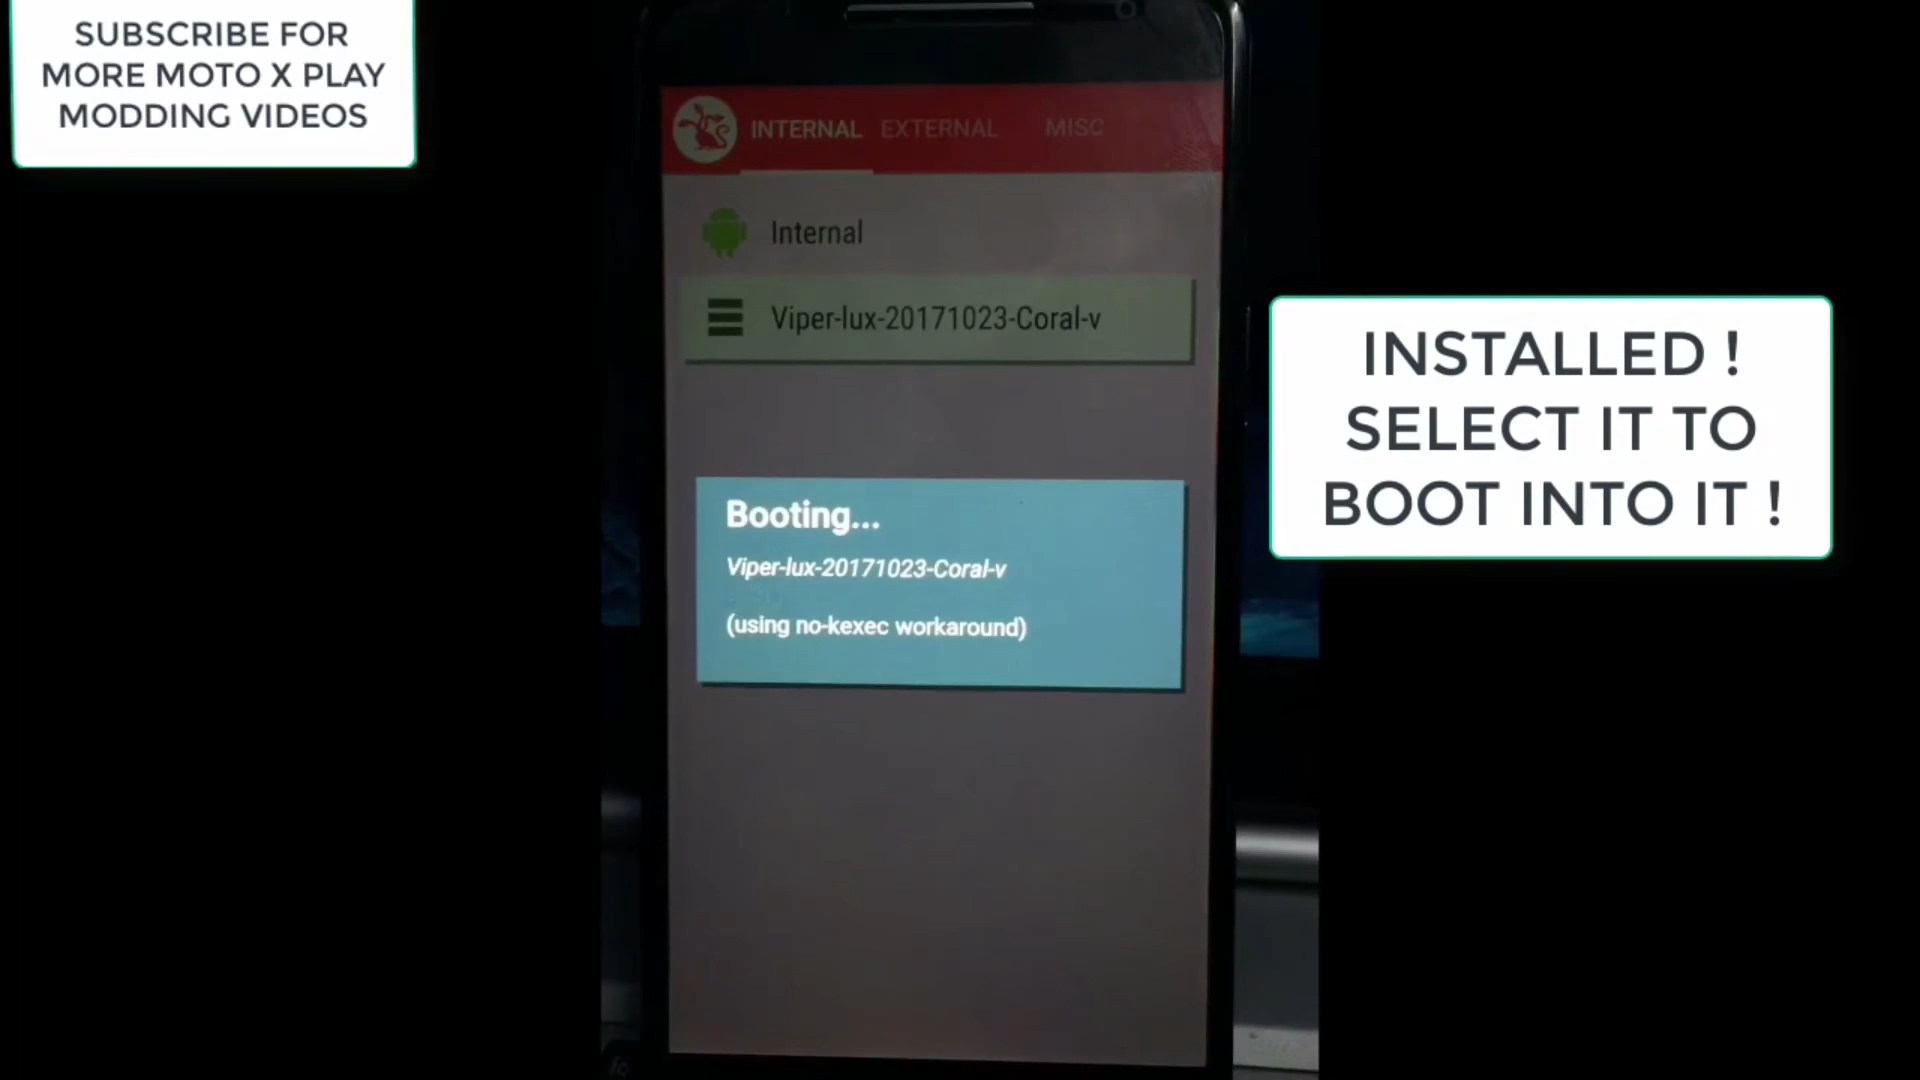 SUBSCRIBE FOR
MORE MOTO X PLAY
MODDING VIDEOS
INTERNAL EXTERNAL MISC
Internal
Viper-lux-20171023-Coral-v
Booting...
Viper-lux-20171023-Coral-v
(using no-kexec workaround)
INSTALLED !
SELECT IT TO
BOOT INTO IT !